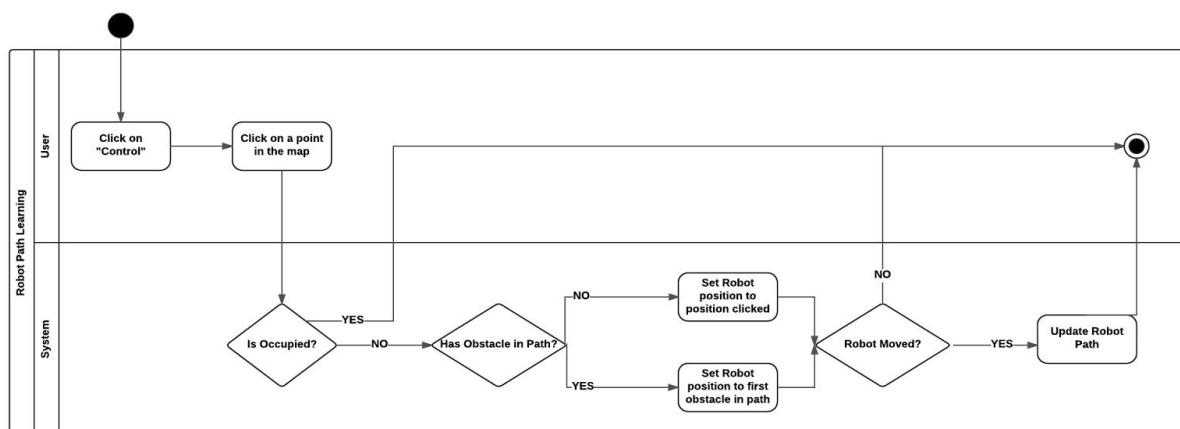 Robot Path Learning
User
Click on
"Control"
Click on a point
in the map
System
Is Occupied?
YES
NO
Has Obstacle in Path?
NO
Set Robot
position to
position clicked
YES
Set Robot
position to first
obstacle in path
Robot Moved?
NO
YES
Update Robot
Path